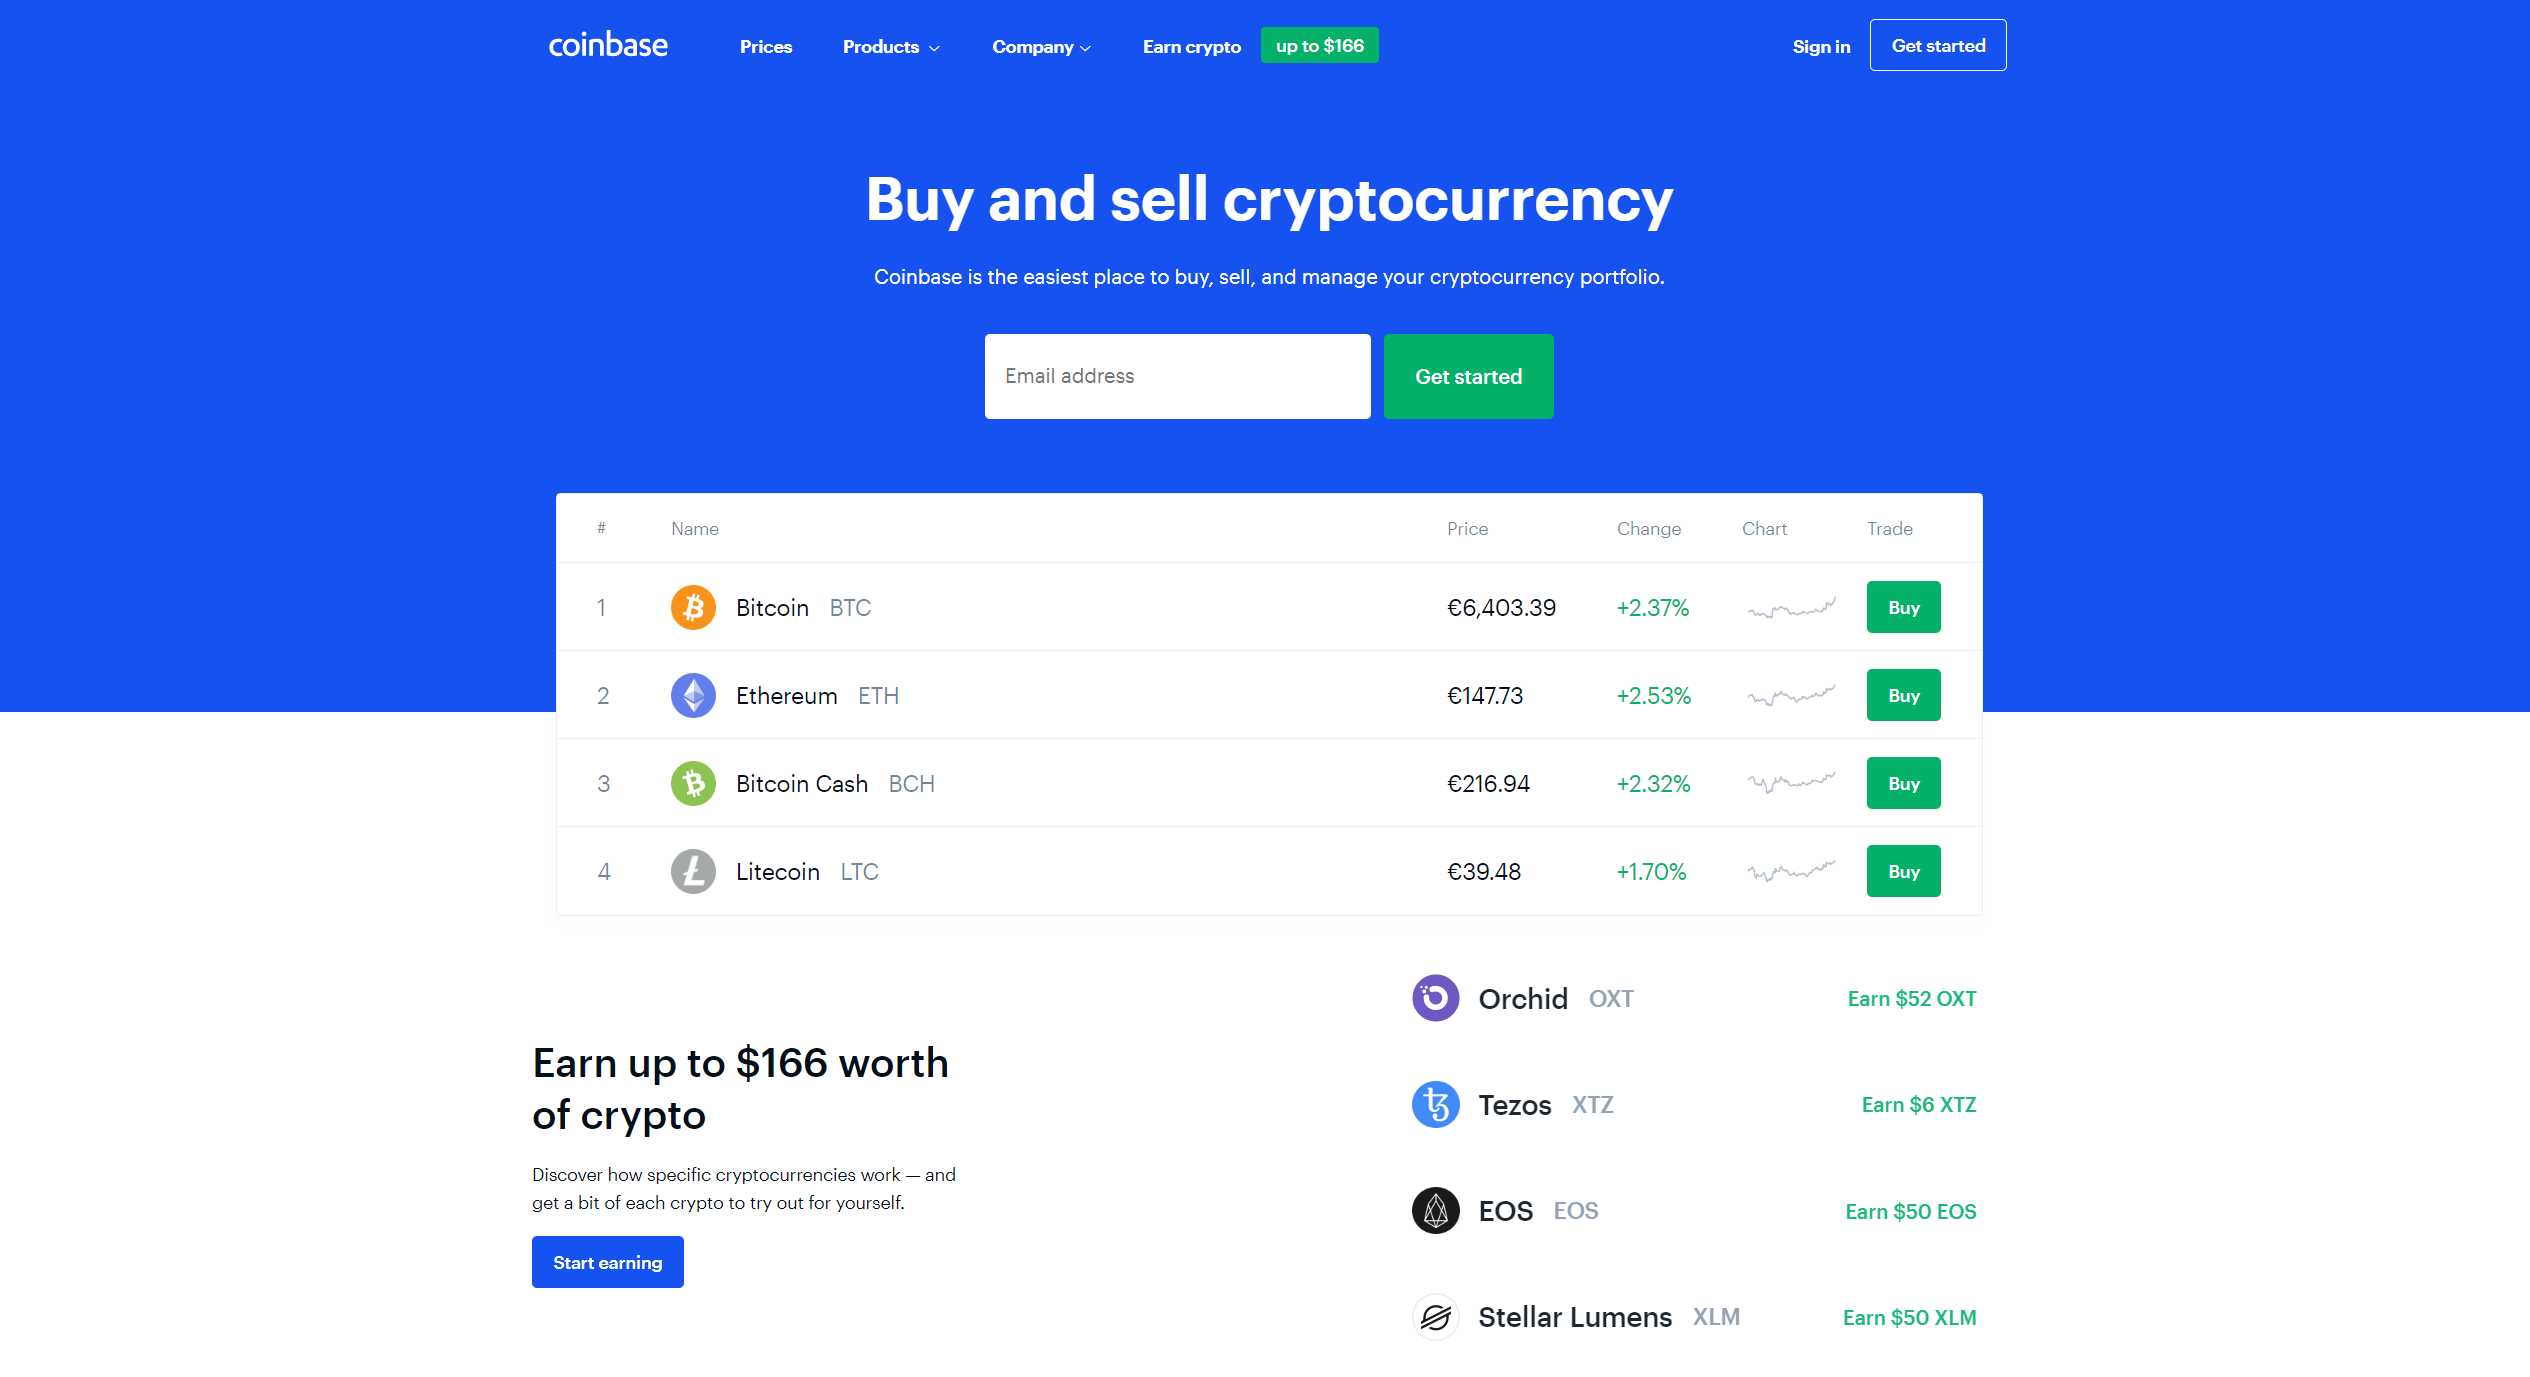 coinbase Prices Products Company Earn crypto up to $166 Sign in Get started
Buy and sell cryptocurrency
Coinbase is the easiest place to buy, sell, and manage your cryptocurrency portfolio.
Email address Get started
# Name Price Change Chart Trade
1 Bitcoin BTC €6,403.39 +2.37% Buy
2 Ethereum ETH €147.73 +2.53% Buy
3 Bitcoin Cash BCH €216.94 +2.32% Buy
4 Litecoin LTC €39.48 +1.70% Buy
Earn up to $166 worth
of crypto
Discover how specific cryptocurrencies work — and
get a bit of each crypto to try out for yourself.
Start earning
Orchid OXT Earn $52 OXT
Tezos XTZ Earn $6 XTZ
EOS EOS Earn $50 EOS
Stellar Lumens XLM Earn $50 XLM